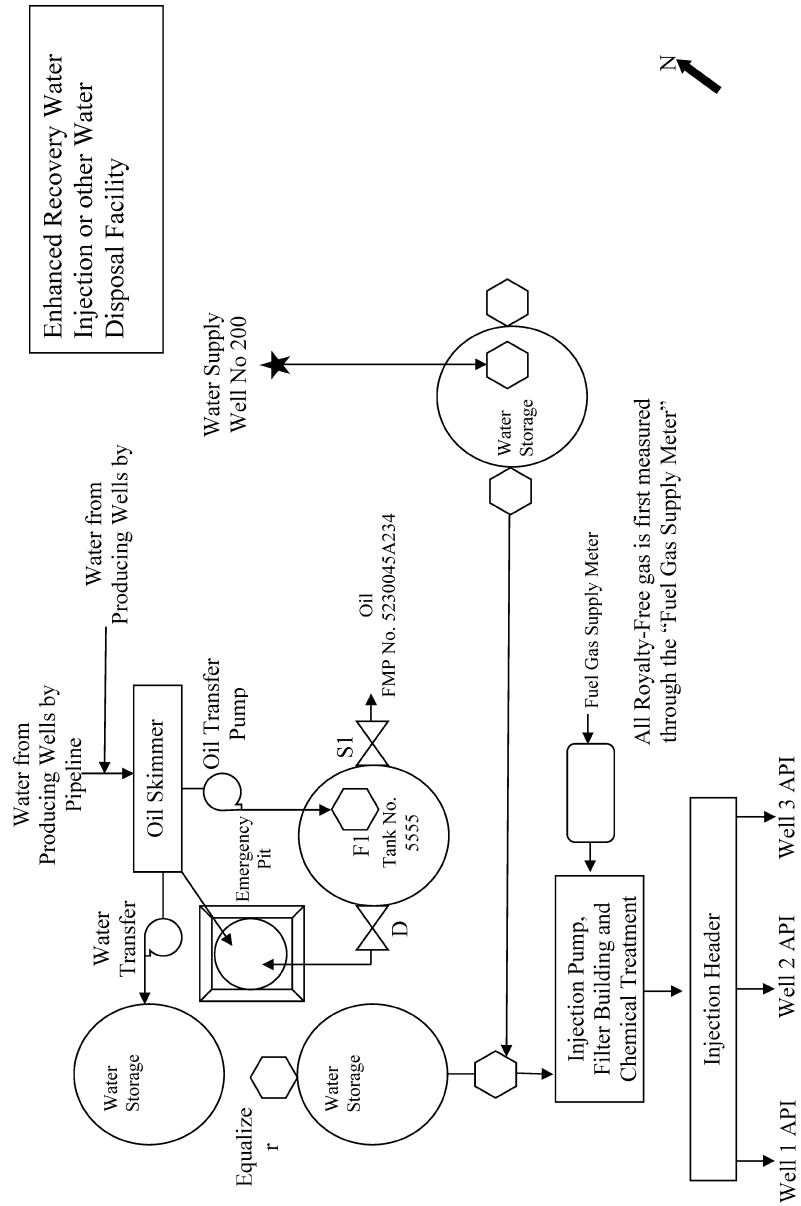 Enhanced Recovery Water
Injection or other Water
Disposal Facility
N
Water from
Producing Wells by
Pipeline
Water from
Producing Wells by
Oil Skimmer
Water
Transfer
Oil Transfer
Pump
Emergency
Pit
Water
Storage
Equalize
r
Water
Storage
D
F1
Tank No.
5555
S1
Oil
FMP No. 5230045A234
Water Supply
Well No 200
Water
Storage
Injection Pump,
Filter Building and
Chemical Treatment
Fuel Gas Supply Meter
All Royalty-Free gas is first measured
through the “Fuel Gas Supply Meter”
Injection Header
Well 1 API
Well 2 API
Well 3 API